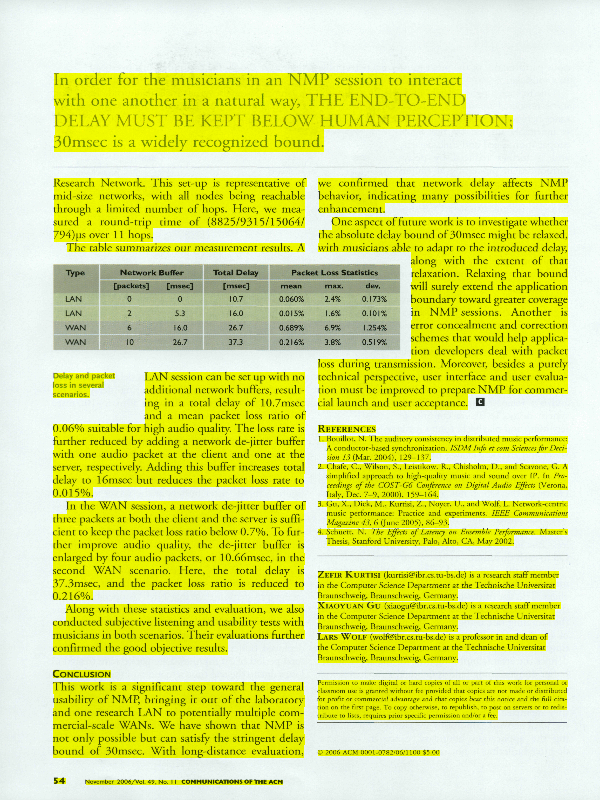 In order for the musicians in an NMP session to interact
with one another in a natural way, THE END-TO-END
DELAY MUST BE KEPT BELOW HUMAN PERCEPTION;
30msec is a widely recognized bound.
Research Network. This set-up is representative of
mid-size networks, with all nodes being reachable
through a limited number of hops. Here, we mea-
sured a round-trip time of (8825/9315/15064/
794)μs over 11 hops.
The table summarizes our measurement results. A
Type Network Buffer Total Delay Packet Loss Statistics
[packets] [msec] [msec] mean max. dev.
LAN 0 0 10.7 0.060% 2.4% 0.173%
LAN 2 5.3 16.0 0.015% 1.6% 0.101%
WAN 6 16.0 26.7 0.689% 6.9% 1.254%
WAN 10 26.7 37.3 0.216% 3.8% 0.519%
Delay and packet
loss in several
scenarios.
LAN session can be set up with no
additional network buffers, result-
ing in a total delay of 10.7msec
and a mean packet loss ratio of
0.06% suitable for high audio quality. The loss rate is
further reduced by adding a network de-jitter buffer
with one audio packet at the client and one at the
server, respectively. Adding this buffer increases total
delay to 16msec but reduces the packet loss rate to
0.015%.
In the WAN session, a network de-jitter buffer of
three packets at both the client and the server is suffi-
cient to keep the packet loss ratio below 0.7%. To fur-
ther improve audio quality, the de-jitter buffer is
enlarged by four audio packets, or 10.66msec, in the
second WAN scenario. Here, the total delay is
37.3msec, and the packet loss ratio is reduced to
0.216%.
Along with these statistics and evaluation, we also
conducted subjective listening and usability tests with
musicians in both scenarios. Their evaluations further
confirmed the good objective results.
CONCLUSION
This work is a significant step toward the general
usability of NMP, bringing it out of the laboratory
and one research LAN to potentially multiple com-
mercial-scale WANs. We have shown that NMP is
not only possible but can satisfy the stringent delay
bound of 30msec. With long-distance evaluation,
we confirmed that network delay affects NMP
behavior, indicating many possibilities for further
enhancement.
One aspect of future work is to investigate whether
the absolute delay bound of 30msec might be relaxed,
with musicians able to adapt to the introduced delay,
along with the extent of that
relaxation. Relaxing that bound
will surely extend the application
boundary toward greater coverage
in NMP sessions. Another is
error concealment and correction
schemes that would help applica-
tion developers deal with packet
loss during transmission. Moreover, besides a purely
technical perspective, user interface and user evalua-
tion must be improved to prepare NMP for commer-
cial launch and user acceptance. C
REFERENCES
1. Bouillot, N. The auditory consistency in distributed music performance:
A conductor-based synchronization. ISDM Info et com Sciences for Deci-
sion 13 (Mar. 2004), 129–137.
2. Chafe, C., Wilson, S., Leistikow, R., Chisholm, D., and Scavone, G. A
simplified approach to high-quality music and sound over IP. In Pro-
ceedings of the COST-G6 Conference on Digital Audio Effects (Verona,
Italy, Dec. 7–9, 2000), 159–164.
3. Gu, X., Dick, M., Kurtisi, Z., Noyer, U., and Wolf, L. Network-centric
music performance: Practice and experiments. IEEE Communications
Magazine 43, 6 (June 2005), 86–93.
4. Schuett, N. The Effects of Latency on Ensemble Performance. Master's
Thesis, Stanford University, Palo, Alto, CA, May 2002.
ZEFIR KURTISI (kurtisi@ibr.cs.tu-bs.de) is a research staff member
in the Computer Science Department at the Technische Universitat
Braunschweig, Braunschweig, Germany.
XIAOYUAN GU (xiaogu@ibr.cs.tu-bs.de) is a research staff member
in the Computer Science Department at the Technische Universitat
Braunschweig, Braunschweig, Germany.
LARS WOLF (wolf@ibr.cs.tu-bs.de) is a professor in and dean of
the Computer Science Department at the Technische Universitat
Braunschweig, Braunschweig, Germany.
Permission to make digital or hard copies of all or part of this work for personal or
classroom use is granted without fee provided that copies are not made or distributed
for profit or commercial advantage and that copies bear this notice and the full cita-
tion on the first page. To copy otherwise, to republish, to post on servers or to redis-
tribute to lists, requires prior specific permission and/or a fee.
© 2006 ACM 0001-0782/06/1100 $5.00
54 November 2006/Vol. 49, No. 11 COMMUNICATIONS OF THE ACM